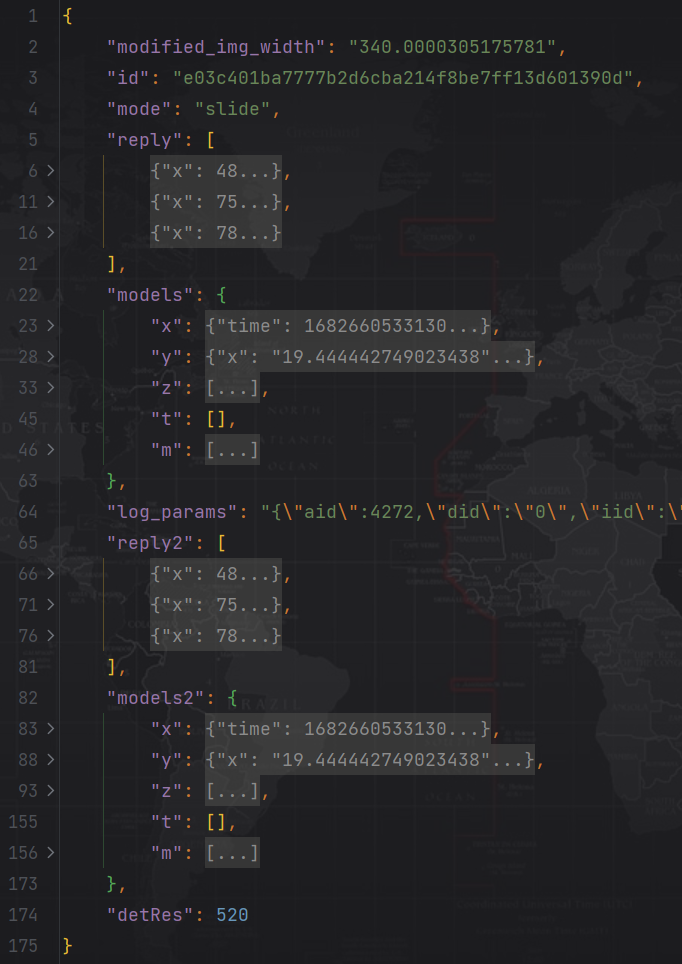 1 {
2 "modified_img_width": "340.0000305175781",
3 "id": "e03c401ba7777b2d6cba214f8be7ff13d601390d",
4 "mode": "slide",
5 "reply": [
6 {"x": 48...},
11 {"x": 75...},
16 {"x": 78...}
21 ],
22 "models": {
23 "x": {"time": 1682660533130...},
28 "y": {"x": "19.444442749023438"...},
33 "z": [...],
45 "t": [],
46 "m": [...]
63 },
64 "log_params": "{\"aid\":4272,\"did\":\"0\",\"iid\":\"
65 "reply2": [
66 {"x": 48...},
71 {"x": 75...},
76 {"x": 78...}
81 ],
82 "models2": {
83 "x": {"time": 1682660533130...},
88 "y": {"x": "19.444442749023438"...},
93 "z": [...],
155 "t": [],
156 "m": [...]
173 },
174 "detRes": 520
175 }